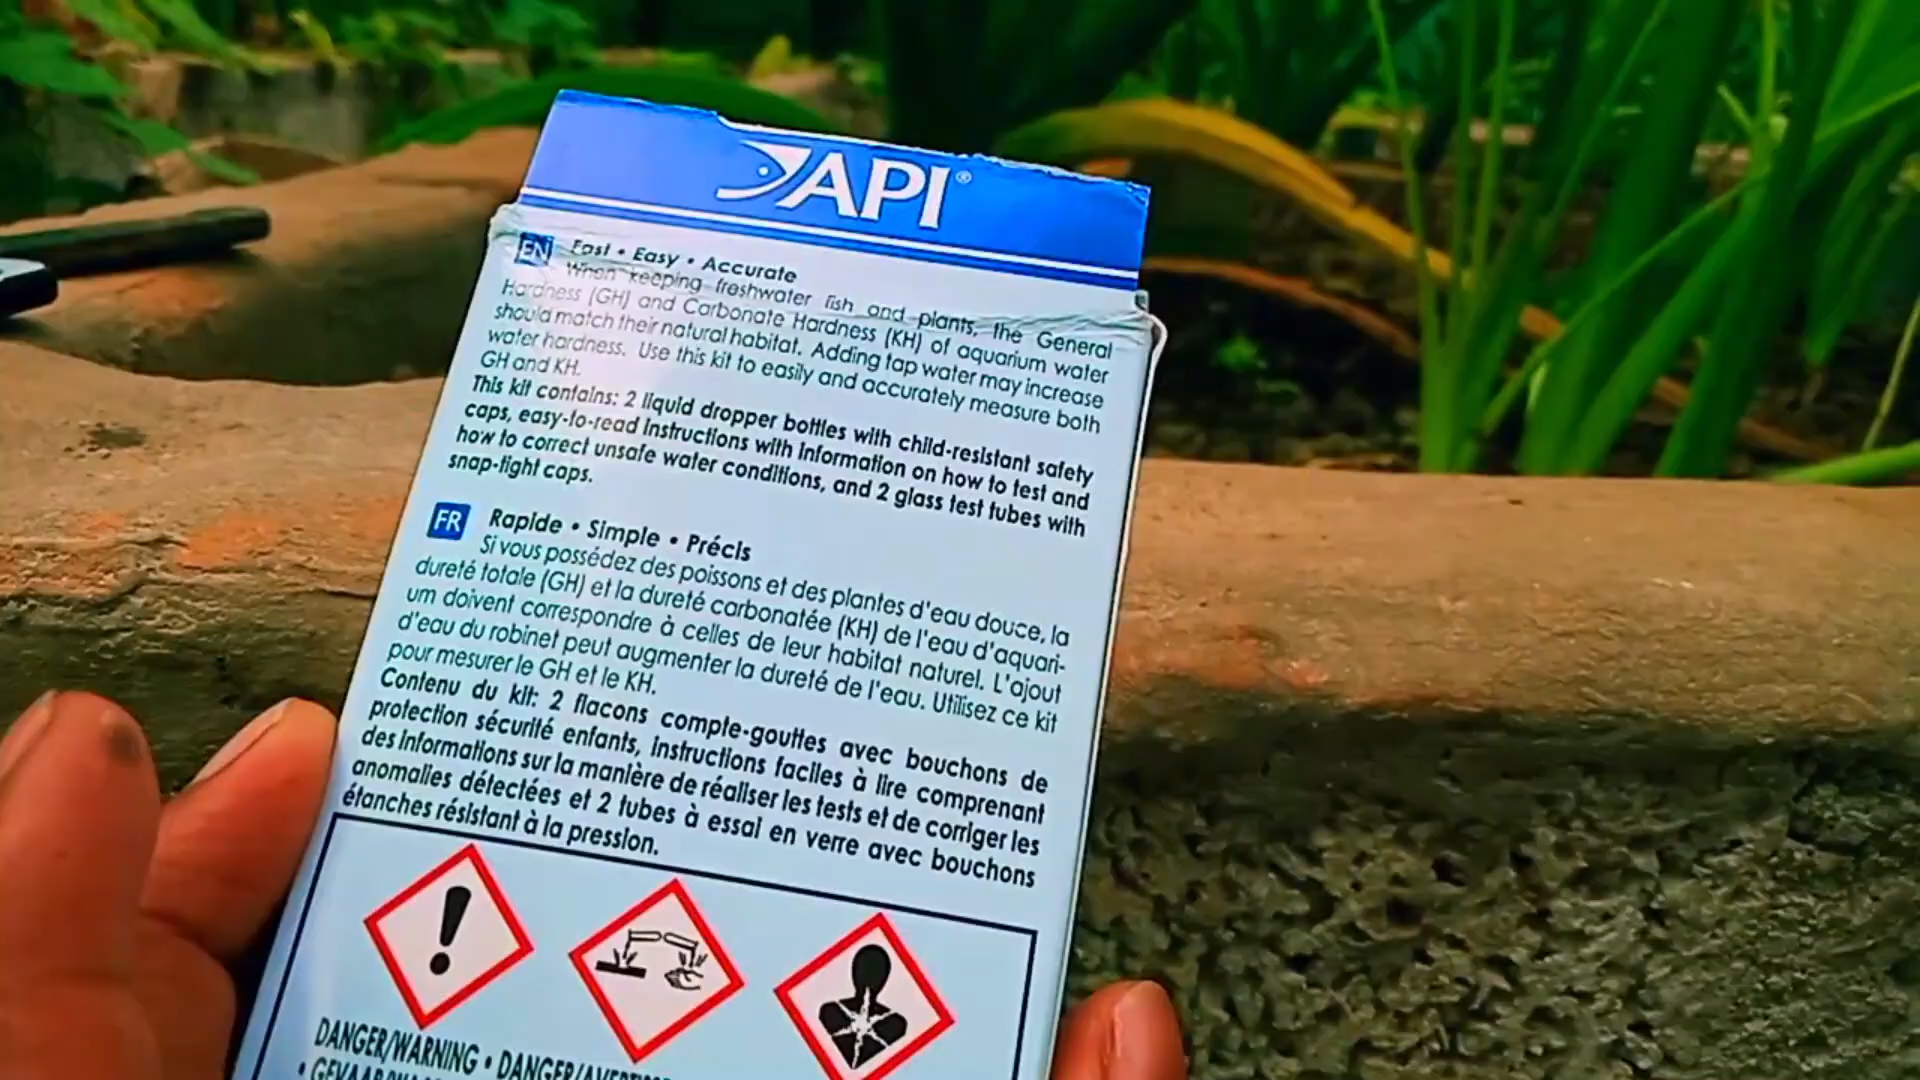 API®
EN
Fast • Easy • Accurate
When keeping freshwater fish and plants, the General
Hardness (GH) and Carbonate Hardness (KH) of aquarium water
should match their natural habitat. Adding tap water may increase
water hardness. Use this kit to easily and accurately measure both
GH and KH.
This kit contains: 2 liquid dropper bottles with child-resistant safety
caps, easy-to-read instructions with information on how to test and
how to correct unsafe water conditions, and 2 glass test tubes with
snap-tight caps.
FR
Rapide • Simple • Précis
Si vous possédez des poissons et des plantes d'eau douce, la
dureté totale (GH) et la dureté carbonatée (KH) de l'eau d'aquari-
um doivent correspondre à celles de leur habitat naturel. L'ajout
d'eau du robinet peut augmenter la dureté de l'eau. Utilisez ce kit
pour mesurer le GH et le KH.
Contenu du kit: 2 flacons compte-gouttes avec bouchons de
protection sécurité enfants, instructions faciles à lire comprenant
des informations sur la manière de réaliser les tests et de corriger les
anomalies détectées et 2 tubes à essai en verre avec bouchons
étanches résistant à la pression.
DANGER/WARNING • DANGER/